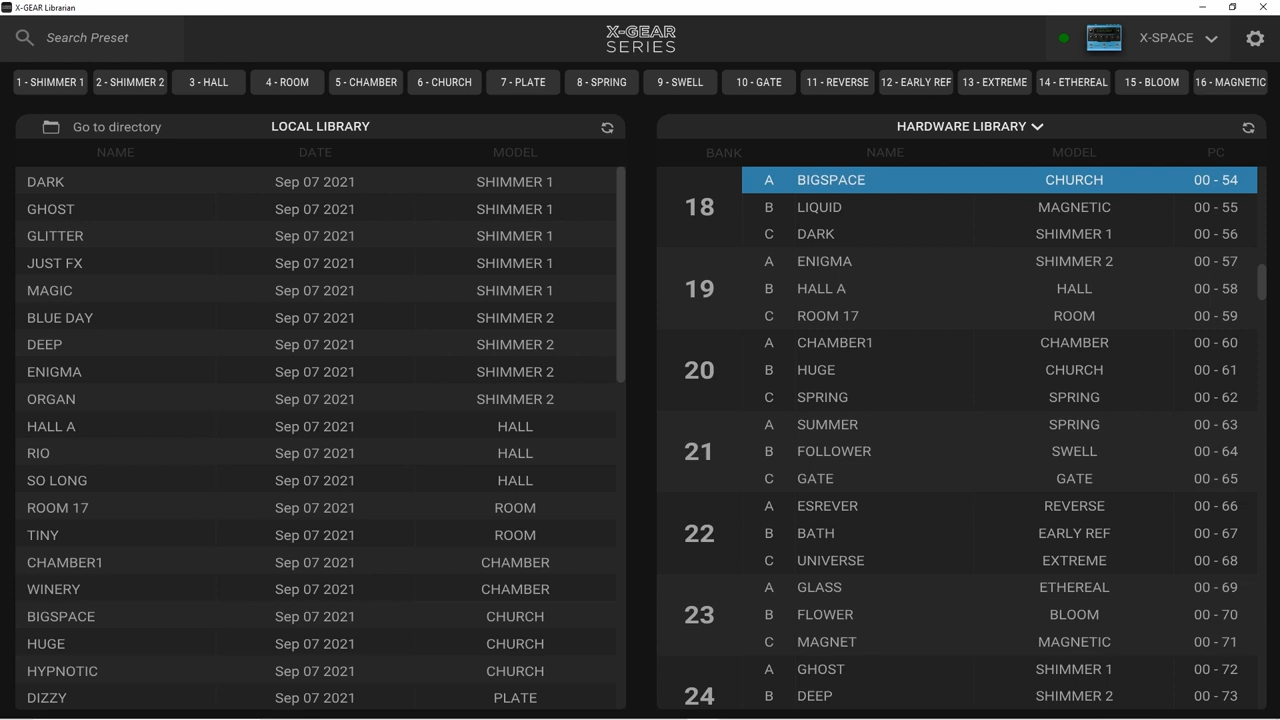 X-GEAR Librarian
Search Preset
X-GEAR
SERIES
X-SPACE
1 - SHIMMER 1 2 - SHIMMER 2 3 - HALL 4 - ROOM 5 - CHAMBER 6 - CHURCH 7 - PLATE 8 - SPRING 9 - SWELL 10 - GATE 11 - REVERSE 12 - EARLY REF 13 - EXTREME 14 - ETHEREAL 15 - BLOOM 16 - MAGNETIC
Go to directory LOCAL LIBRARY
NAME DATE MODEL
DARK Sep 07 2021 SHIMMER 1
GHOST Sep 07 2021 SHIMMER 1
GLITTER Sep 07 2021 SHIMMER 1
JUST FX Sep 07 2021 SHIMMER 1
MAGIC Sep 07 2021 SHIMMER 1
BLUE DAY Sep 07 2021 SHIMMER 2
DEEP Sep 07 2021 SHIMMER 2
ENIGMA Sep 07 2021 SHIMMER 2
ORGAN Sep 07 2021 SHIMMER 2
HALL A Sep 07 2021 HALL
RIO Sep 07 2021 HALL
SO LONG Sep 07 2021 HALL
ROOM 17 Sep 07 2021 ROOM
TINY Sep 07 2021 ROOM
CHAMBER1 Sep 07 2021 CHAMBER
WINERY Sep 07 2021 CHAMBER
BIGSPACE Sep 07 2021 CHURCH
HUGE Sep 07 2021 CHURCH
HYPNOTIC Sep 07 2021 CHURCH
DIZZY Sep 07 2021 PLATE
HARDWARE LIBRARY
BANK NAME MODEL PC
18
A BIGSPACE CHURCH 00 - 54
B LIQUID MAGNETIC 00 - 55
C DARK SHIMMER 1 00 - 56
19
A ENIGMA SHIMMER 2 00 - 57
B HALL A HALL 00 - 58
C ROOM 17 ROOM 00 - 59
20
A CHAMBER1 CHAMBER 00 - 60
B HUGE CHURCH 00 - 61
C SPRING SPRING 00 - 62
21
A SUMMER SPRING 00 - 63
B FOLLOWER SWELL 00 - 64
C GATE GATE 00 - 65
22
A ESREVER REVERSE 00 - 66
B BATH EARLY REF 00 - 67
C UNIVERSE EXTREME 00 - 68
23
A GLASS ETHEREAL 00 - 69
B FLOWER BLOOM 00 - 70
C MAGNET MAGNETIC 00 - 71
24
A GHOST SHIMMER 1 00 - 72
B DEEP SHIMMER 2 00 - 73